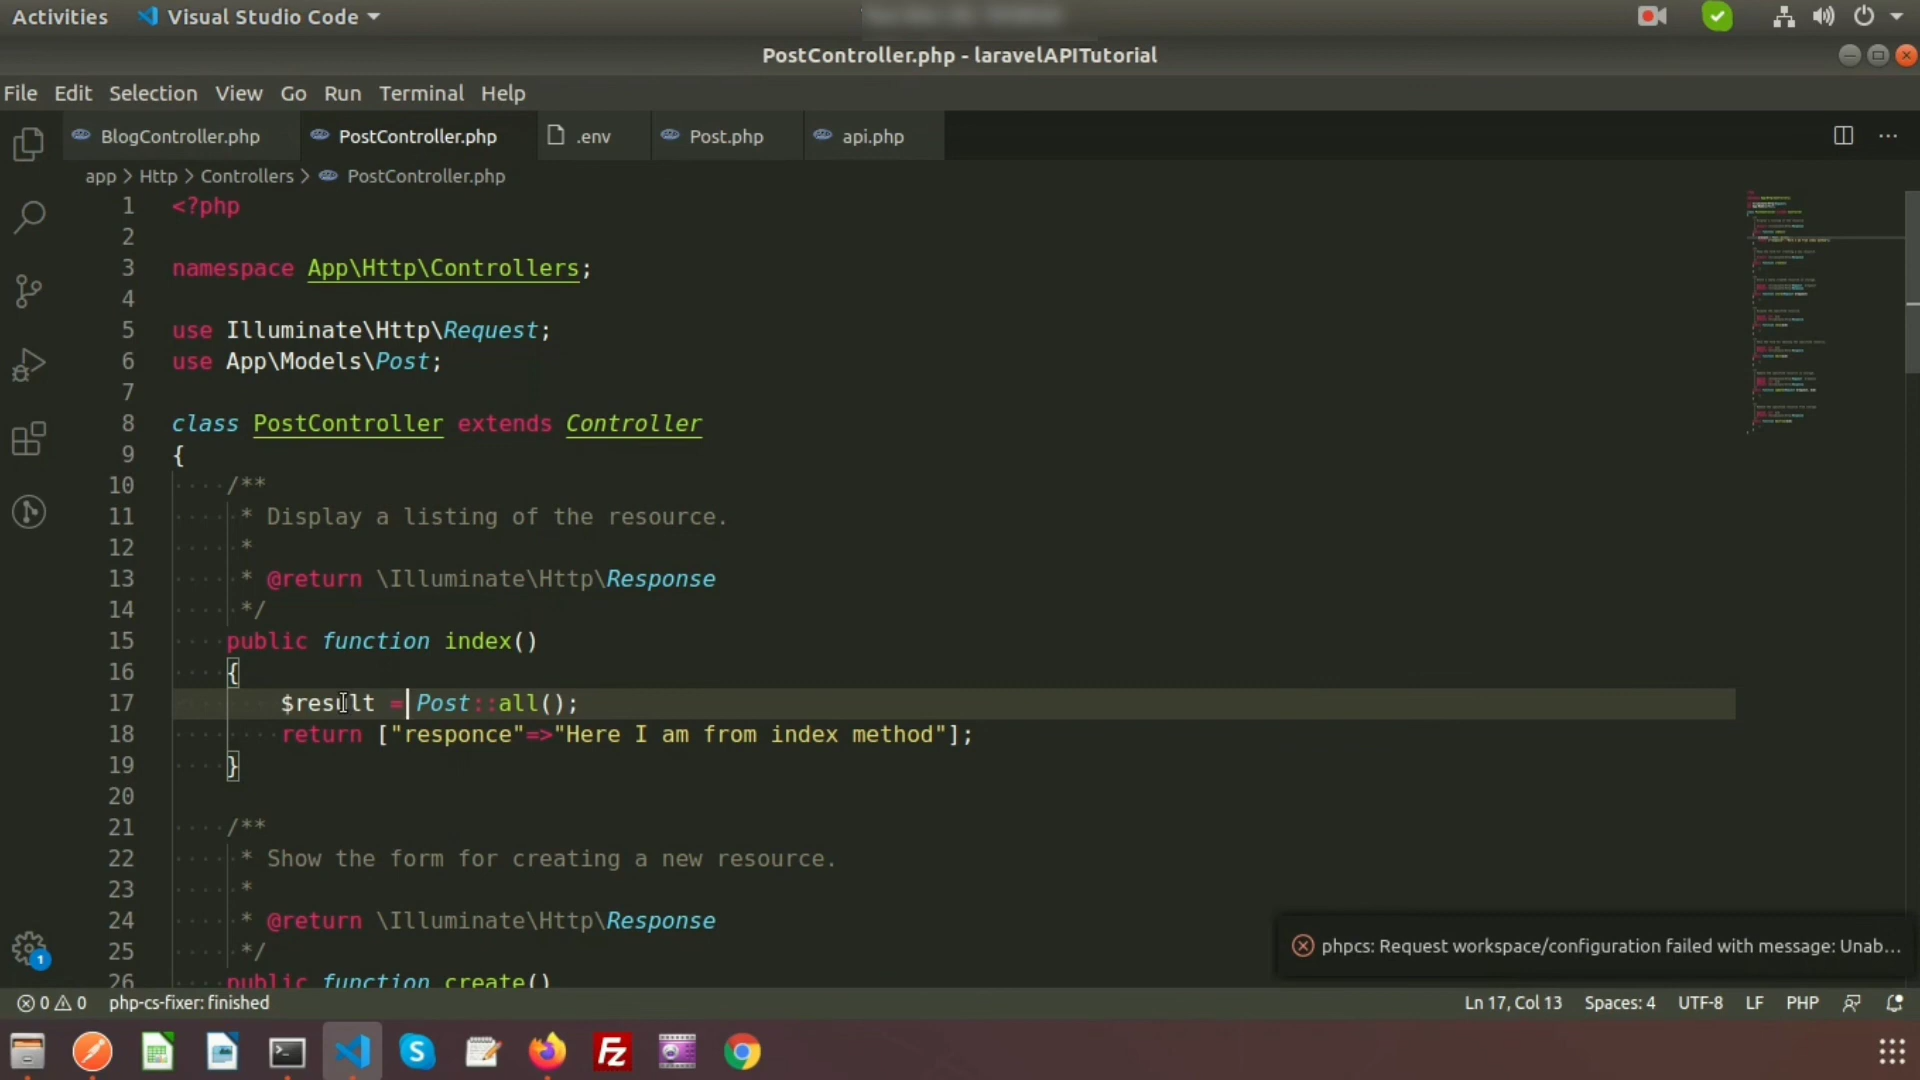 Activities Visual Studio Code
PostController.php - laravelAPITutorial
File Edit Selection View Go Run Terminal Help
BlogController.php PostController.php .env Post.php api.php
app > Http > Controllers > PostController.php
1 <?php
2
3 namespace App\Http\Controllers;
4
5 use Illuminate\Http\Request;
6 use App\Models\Post;
7
8 class PostController extends Controller
9 {
10 /**
11 * Display a listing of the resource.
12 *
13 * @return \Illuminate\Http\Response
14 */
15 public function index()
16 {
17 $result = Post::all();
18 return ["responce"=>"Here I am from index method"];
19 }
20
21 /**
22 * Show the form for creating a new resource.
23 *
24 * @return \Illuminate\Http\Response
25 */
26 public function create()
phpcs: Request workspace/configuration failed with message: Unab...
1
0 0 php-cs-fixer: finished Ln 17, Col 13 Spaces: 4 UTF-8 LF PHP